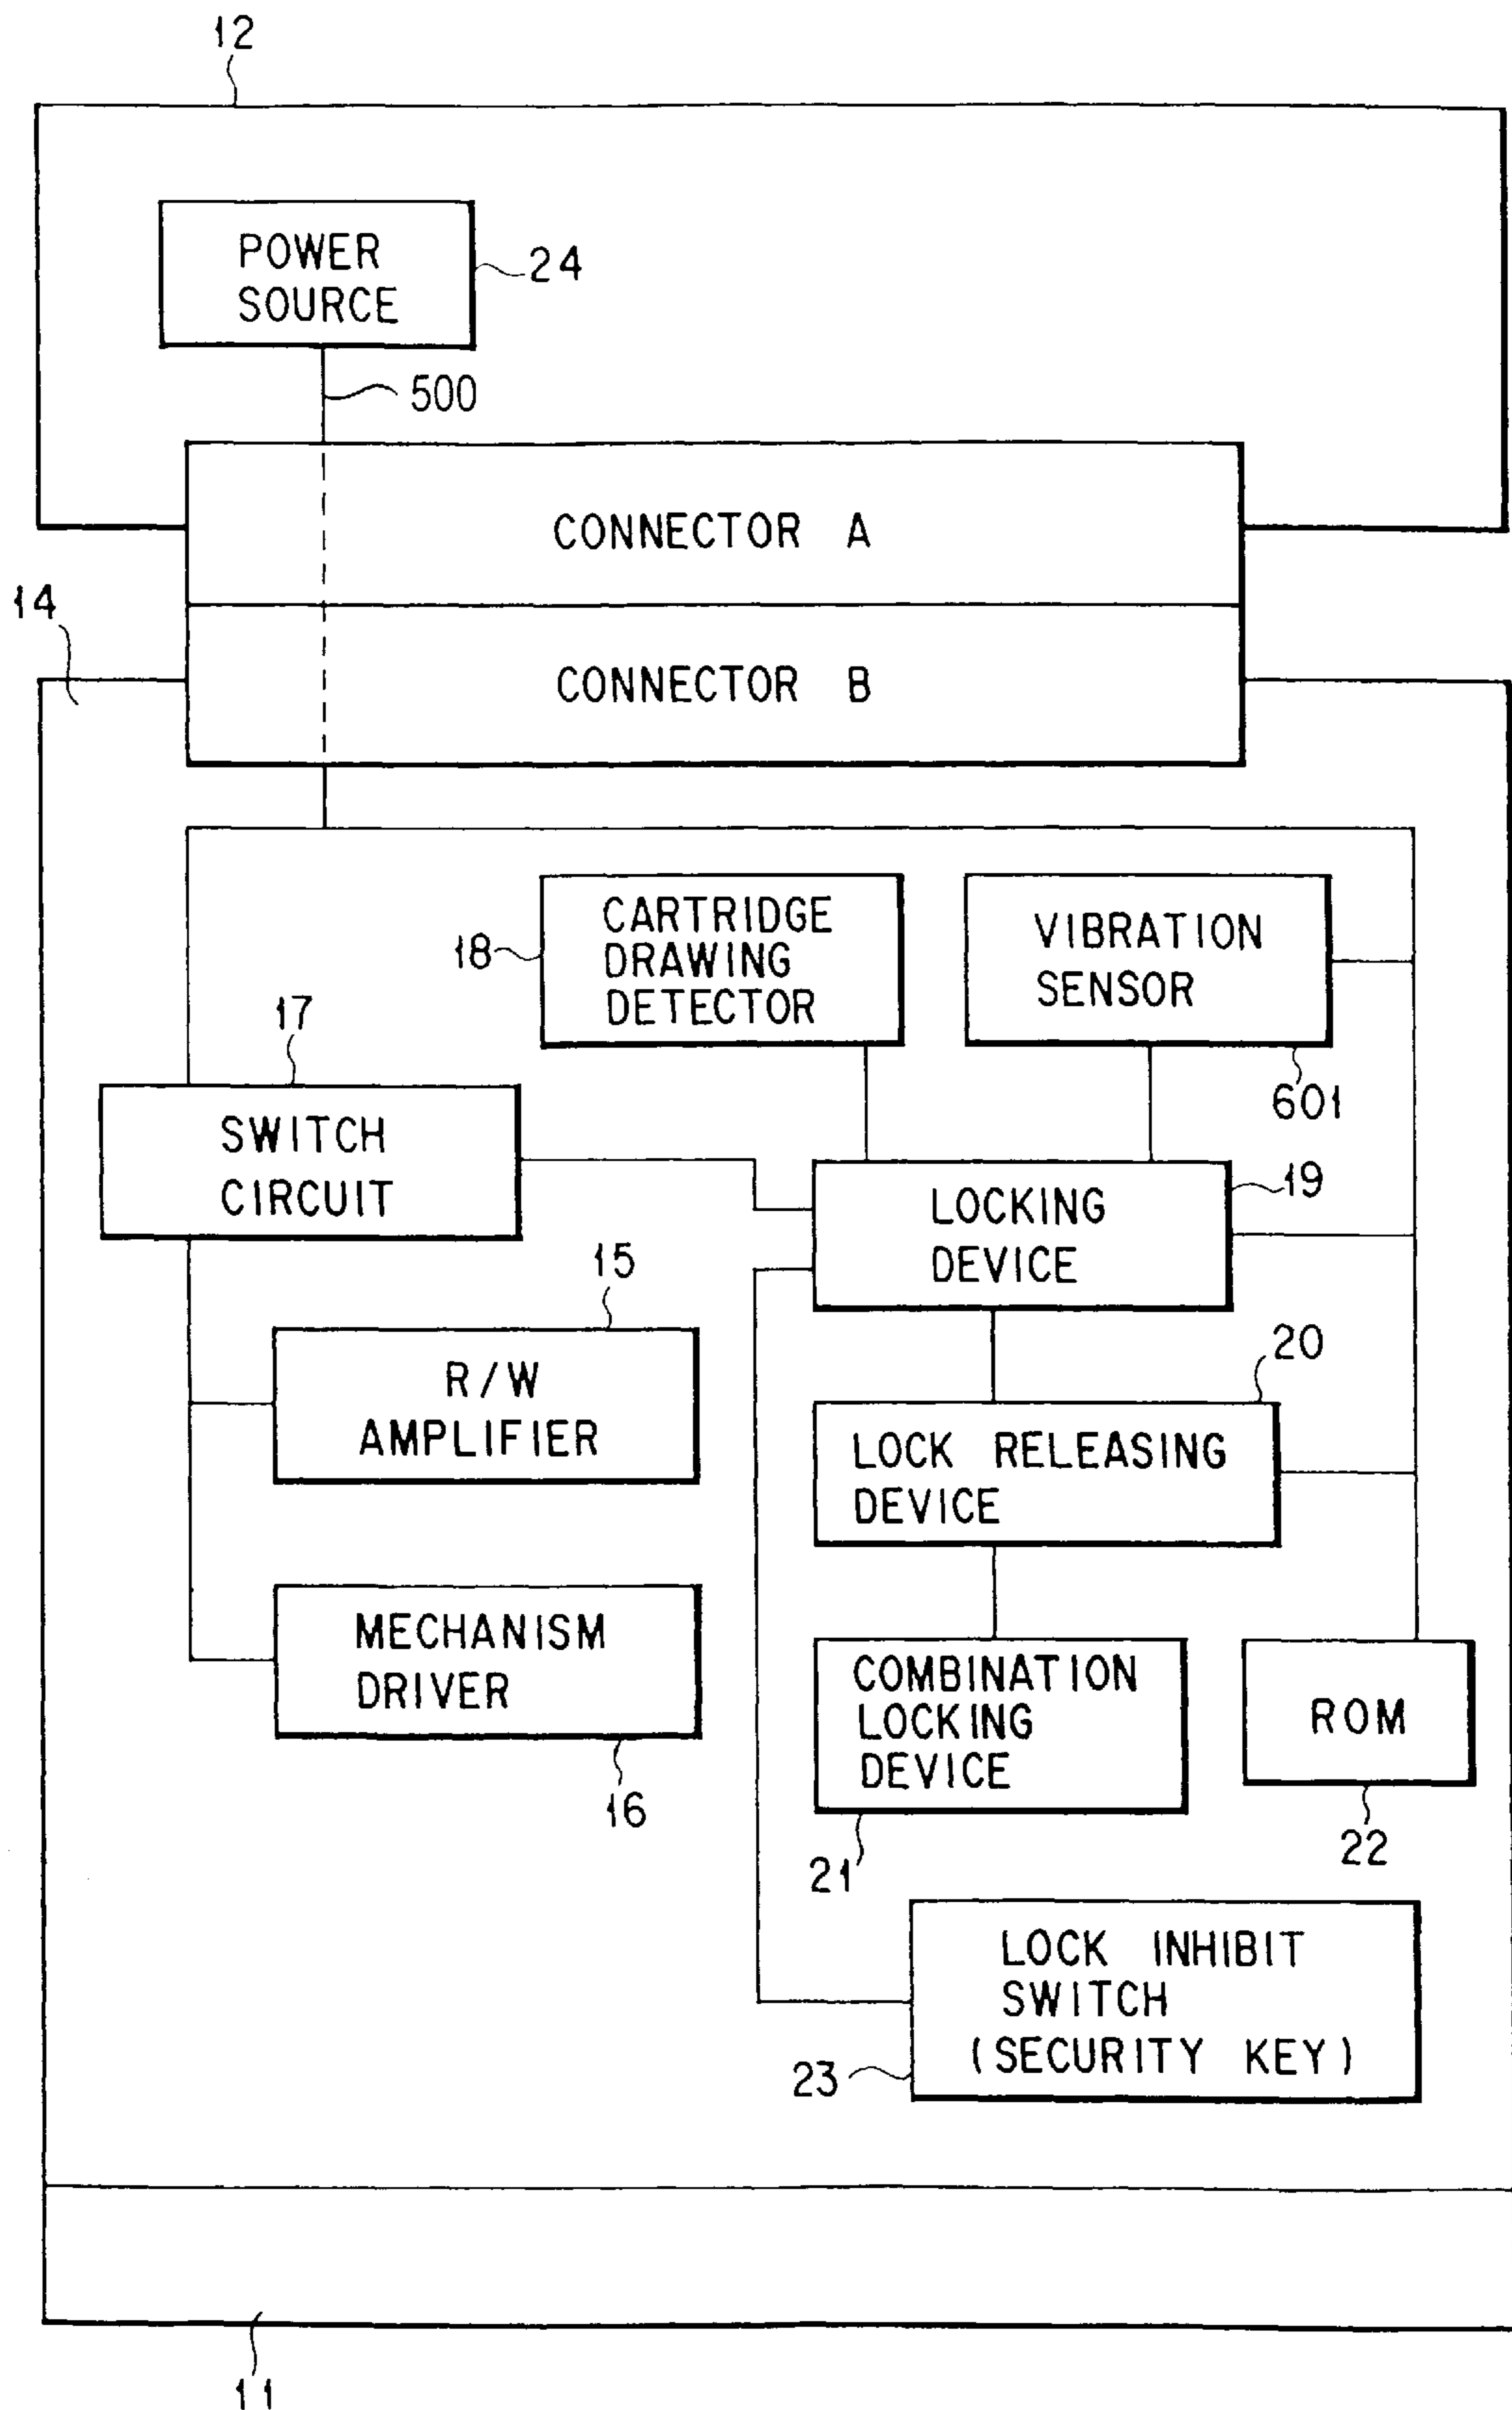 12
POWER
SOURCE
24
500
CONNECTOR A
14
CONNECTOR B
CARTRIDGE
DRAWING
DETECTOR
18
VIBRATION
SENSOR
601
17
SWITCH
CIRCUIT
LOCKING
DEVICE
19
15
R/W
AMPLIFIER
20
LOCK RELEASING
DEVICE
MECHANISM
DRIVER
16
COMBINATION
LOCKING
DEVICE
21
ROM
22
LOCK INHIBIT
SWITCH
(SECURITY KEY)
23
11